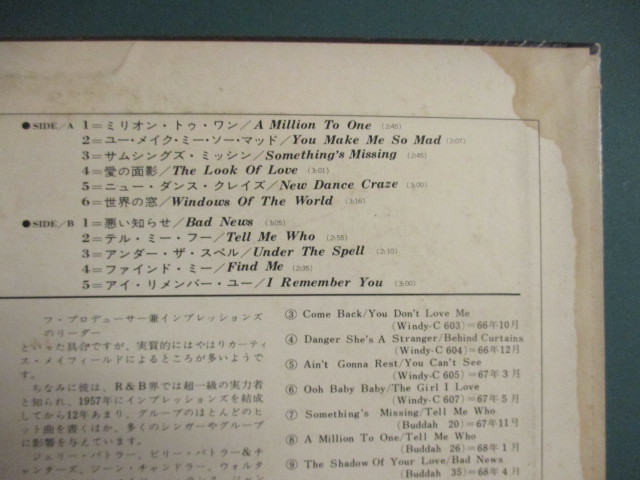 ●SIDE/A 1=ミリオン・トゥ・ワン/A Million To One (2:45)
2=ユー・メイク・ミー・ソー・マッド/You Make Me So Mad (2:07)
3=サムシングズ・ミッシン/Something's Missing (2:45)
4=愛の面影/The Look Of Love (3:01)
5=ニュー・ダンス・クレイズ/New Dance Craze (3:00)
6=世界の窓/Windows Of The World (3:16)
●SIDE/B 1=悪い知らせ/Bad News (3:05)
2=テル・ミー・フー/Tell Me Who (2:55)
3=アンダー・ザ・スペル/Under The Spell (2:10)
4=ファインド・ミー/Find Me (2:35)
5=アイ・リメンバー・ユー/I Remember You (3:00)
フ・プロデューサー兼インプレッションズ
のリーダー
といった具合ですが、実質的にはやはりカーティ
ス・メイフィールドによるところが多いようで
す。
ちなみに彼は、R&B界では超一級の実力者
と知られ、1957年にインプレッションズを結成
してから12年あまり、グループのほとんどのヒ
ット曲を書くほか、多くのシンガーやグループ
に影響を与えています。
ジェリー・バトラー、ビリー・バトラー&チ
ャンターズ、ジーン・チャンドラー、ウォルタ
③ Come Back/You Don't Love Me
(Windy-C 603)=66年10月
④ Danger She's A Stranger/Behind Curtains
(Windy-C 604)=66年12月
⑤ Ain't Gonna Rest/You Can't See
(Windy-C 605)=67年3月
⑥ Ooh Baby Baby/The Girl I Love
(Windy-C 607)=67年5月
⑦ Something's Missing/Tell Me Who
(Buddah 20)=67年11月
⑧ A Million To One/Tell Me Who
(Buddah 26)=68年1月
⑨ The Shadow Of Your Love/Bad News
(Buddah 35)=68年4月